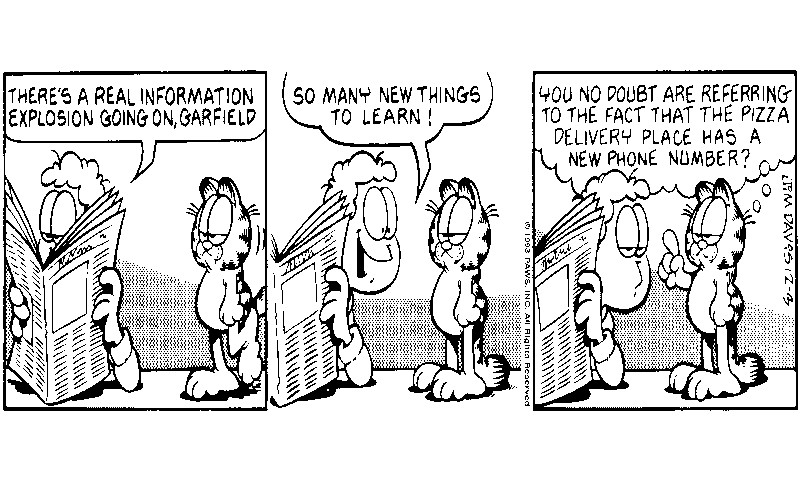 THERE'S A REAL INFORMATION
EXPLOSION GOING ON, GARFIELD
SO MANY NEW THINGS
TO LEARN!
© 1993 PAWS, INC. All Rights Reserved
YOU NO DOUBT ARE REFERRING
TO THE FACT THAT THE PIZZA
DELIVERY PLACE HAS A
NEW PHONE NUMBER?
JIM DAVIS 12-3